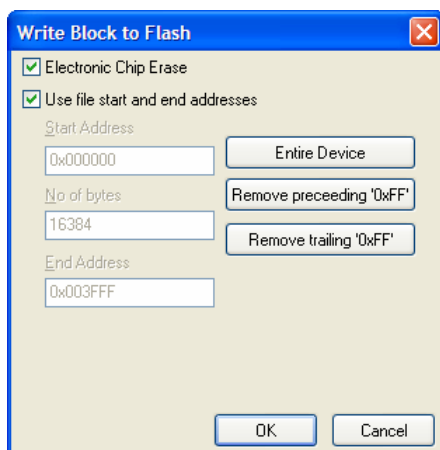 Write Block to Flash
Electronic Chip Erase
Use file start and end addresses
Start Address
0x000000
Entire Device
No of bytes
16384
Remove preceeding '0xFF'
Remove trailing '0xFF'
End Address
0x003FFF
OK
Cancel